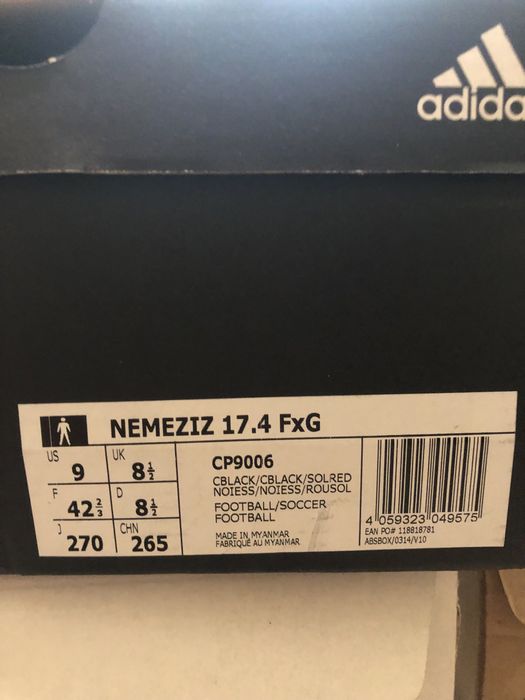 adidas
NEMEZIZ 17.4 FxG
US 9 UK 8½
F 42⅔ D 8½
J 270 CHN 265
CP9006
CBLACK/CBLACK/SOLRED
NOIESS/NOIESS/ROUSOL
FOOTBALL/SOCCER
FOOTBALL
MADE IN MYANMAR
FABRIQUÉ AU MYANMAR
4 059323 049575
EAN PO# 118818781
ABSBOX/0314/V10